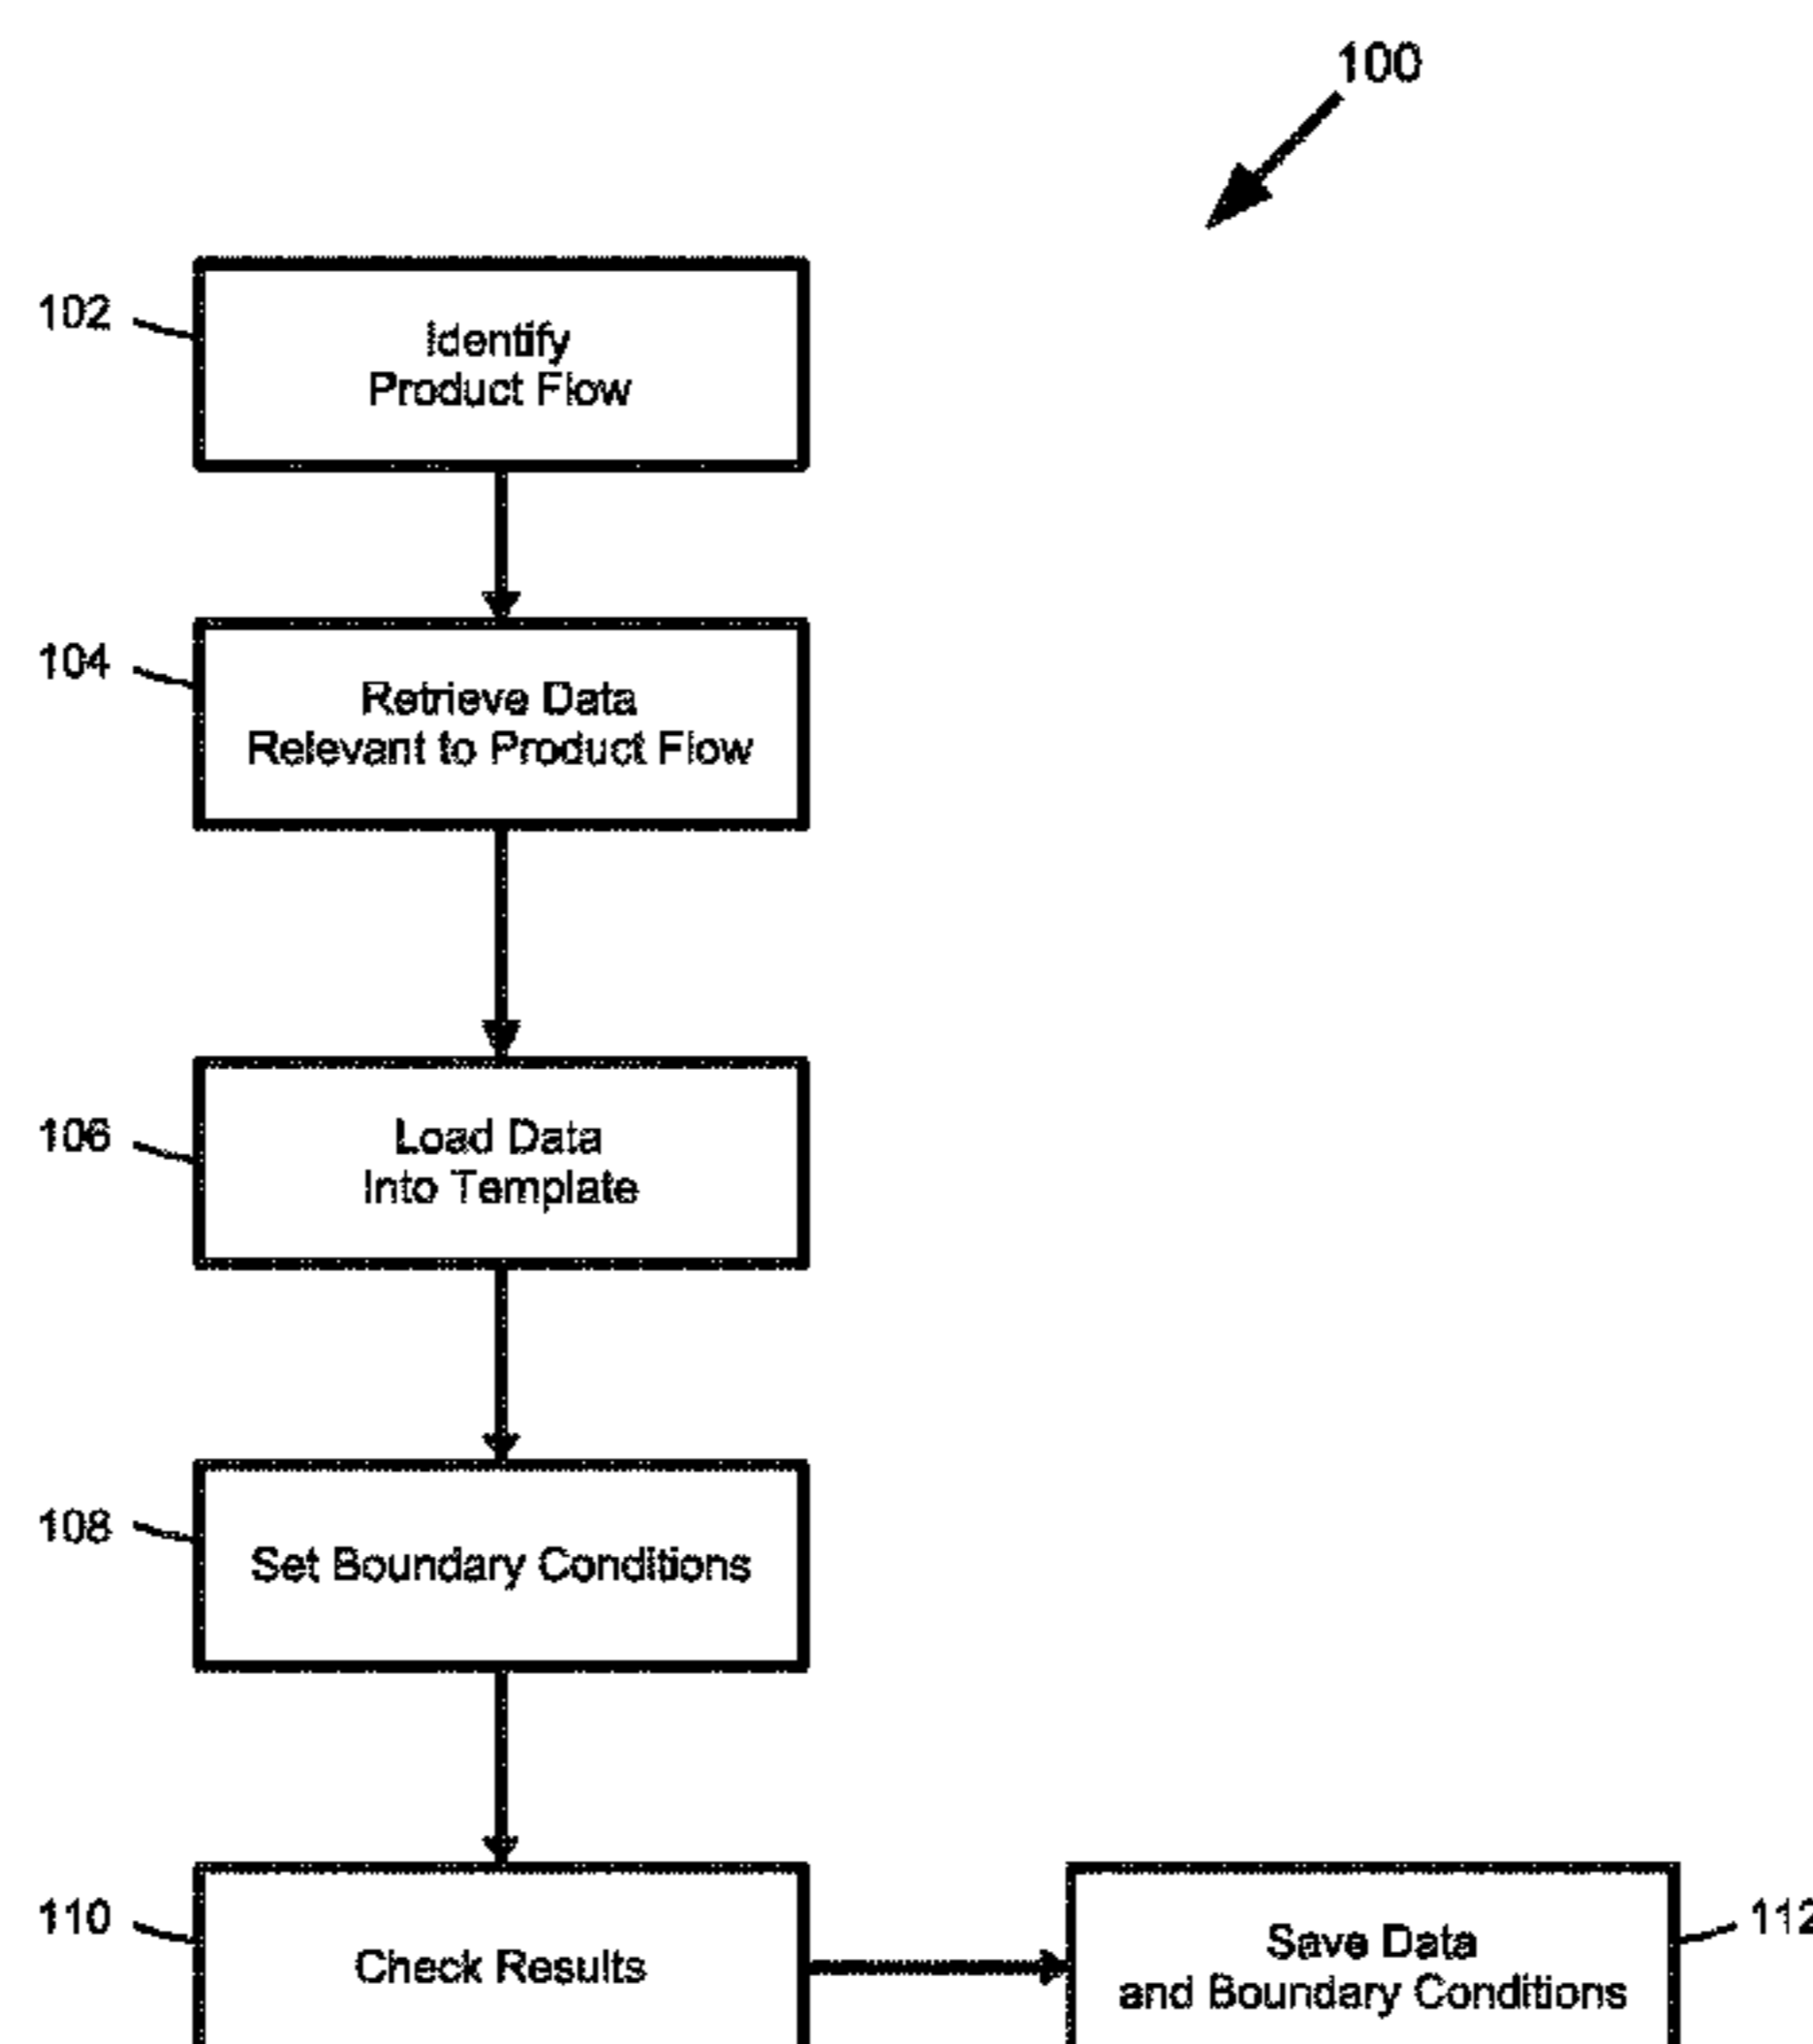 100
102
Identify
Product Flow
104
Retrieve Data
Relevant to Product Flow
106
Load Data
Into Template
108
Set Boundary Conditions
110
Check Results
Save Data
and Boundary Conditions
112